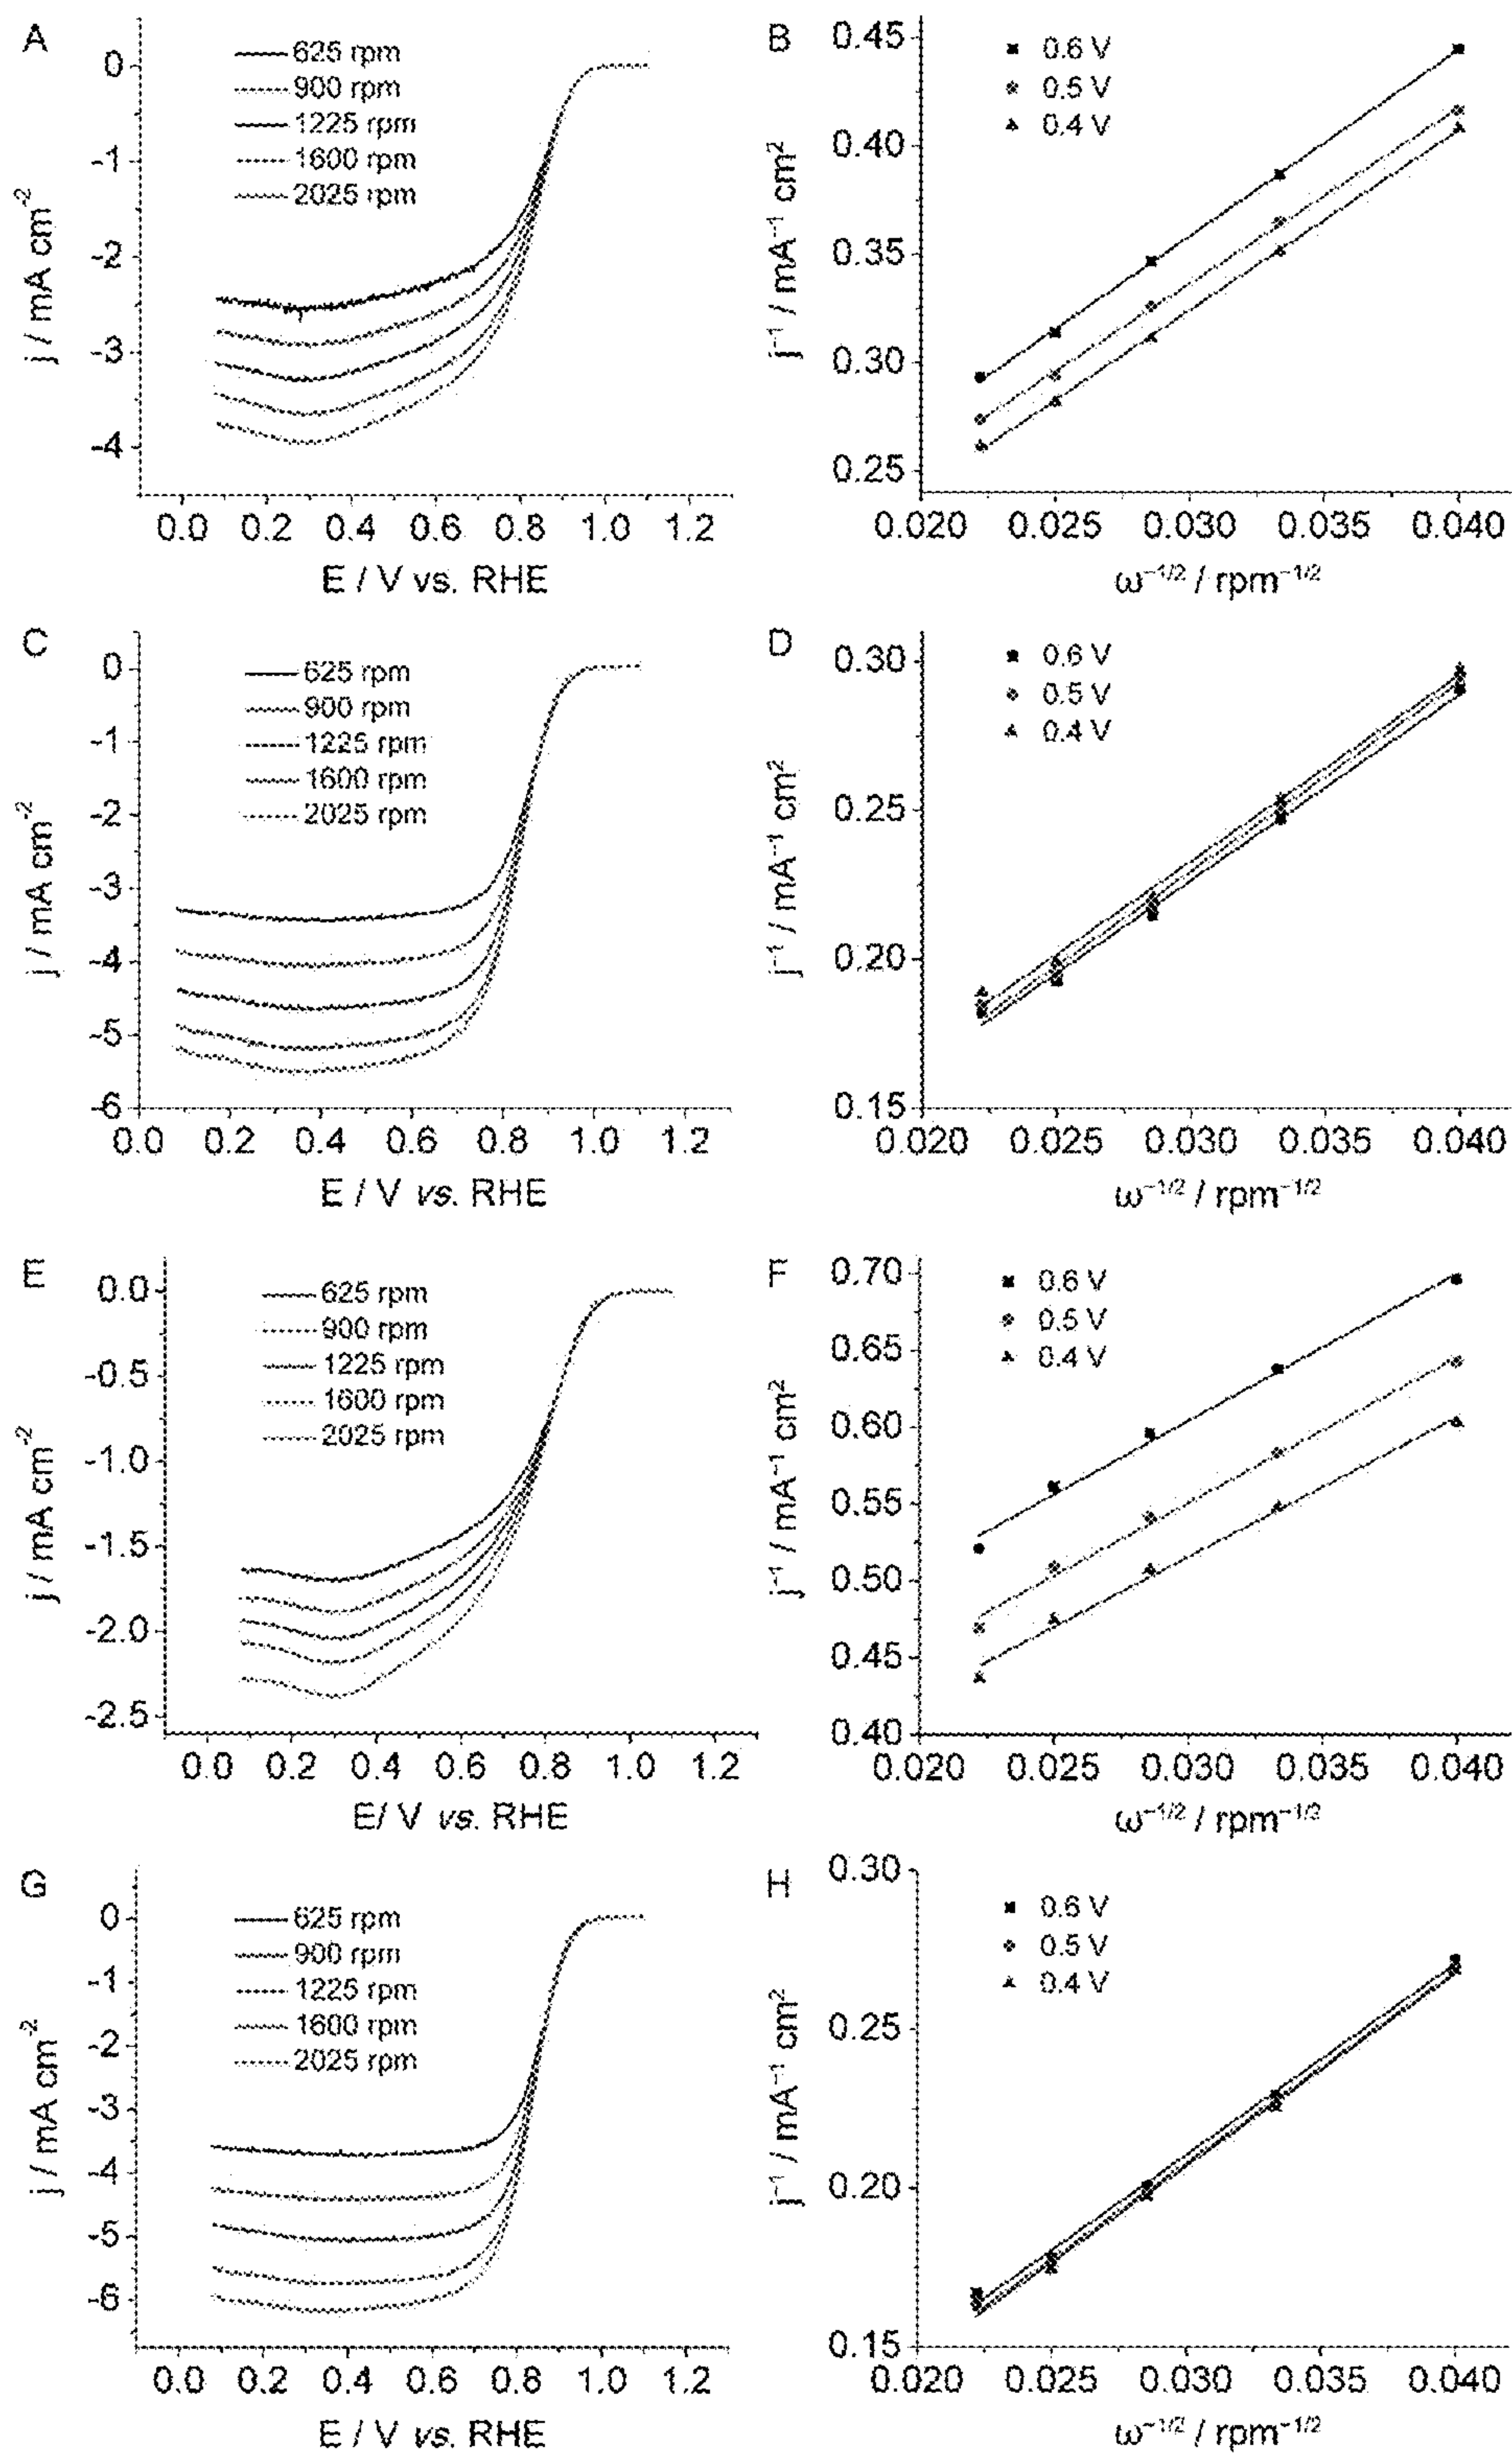 A
625 rpm
900 rpm
1225 rpm
1600 rpm
2025 rpm
0
-1
-2
-3
-4
j / mA cm-2
0.0 0.2 0.4 0.6 0.8 1.0 1.2
E / V vs. RHE
B
0.6 V
0.5 V
0.4 V
0.45
0.40
0.35
0.30
0.25
j−1 / mA−1 cm2
0.020 0.025 0.030 0.035 0.040
ω−1/2 / rpm−1/2
C
625 rpm
900 rpm
1225 rpm
1600 rpm
2025 rpm
0
-1
-2
-3
-4
-5
-6
j / mA cm-2
0.0 0.2 0.4 0.6 0.8 1.0 1.2
E / V vs. RHE
D
0.6 V
0.5 V
0.4 V
0.30
0.25
0.20
0.15
j−1 / mA−1 cm2
0.020 0.025 0.030 0.035 0.040
ω−1/2 / rpm−1/2
E
625 rpm
900 rpm
1225 rpm
1600 rpm
2025 rpm
0.0
-0.5
-1.0
-1.5
-2.0
-2.5
j / mA cm-2
0.0 0.2 0.4 0.6 0.8 1.0 1.2
E/ V vs. RHE
F
0.6 V
0.5 V
0.4 V
0.70
0.65
0.60
0.55
0.50
0.45
0.40
j−1 / mA−1 cm2
0.020 0.025 0.030 0.035 0.040
ω−1/2 / rpm−1/2
G
625 rpm
900 rpm
1225 rpm
1600 rpm
2025 rpm
0
-1
-2
-3
-4
-5
-6
j / mA cm-2
0.0 0.2 0.4 0.6 0.8 1.0 1.2
E / V vs. RHE
H
0.6 V
0.5 V
0.4 V
0.30
0.25
0.20
0.15
j−1 / mA−1 cm2
0.020 0.025 0.030 0.035 0.040
ω−1/2 / rpm−1/2